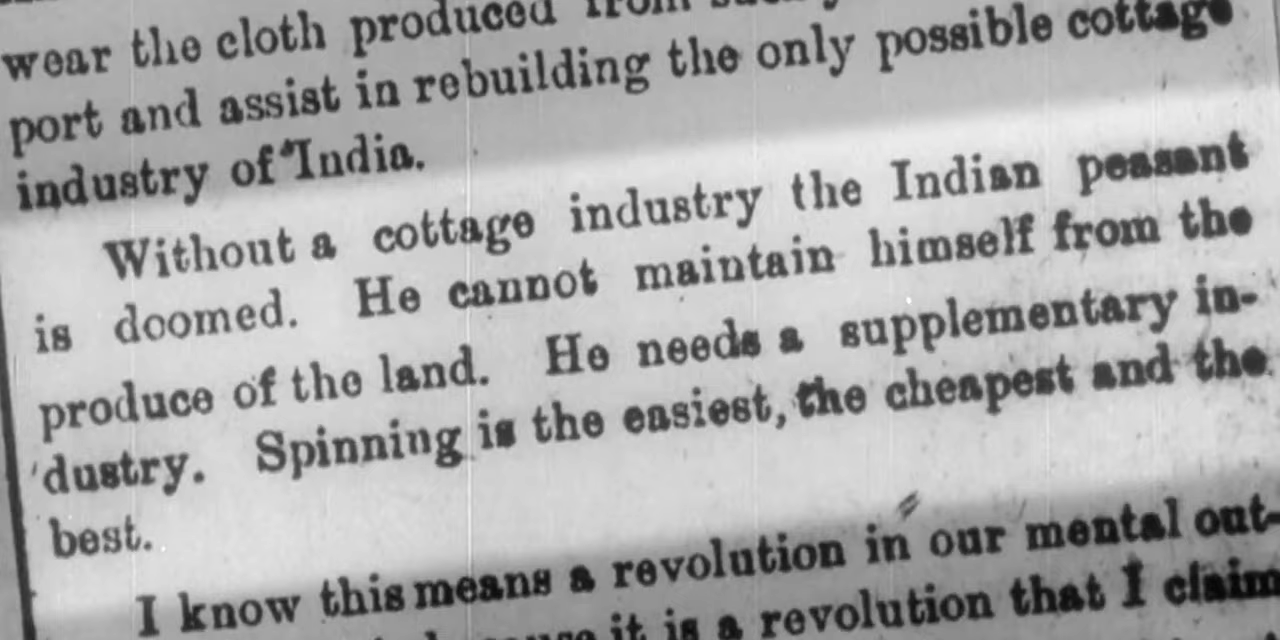 wear the cloth produced from
port and assist in rebuilding the only possible cottage
industry of India.
Without a cottage industry the Indian peasant
is doomed. He cannot maintain himself from the
produce of the land. He needs a supplementary in-
dustry. Spinning is the easiest, the cheapest and the
best.
I know this means a revolution in our mental out-
it is a revolution that I claim